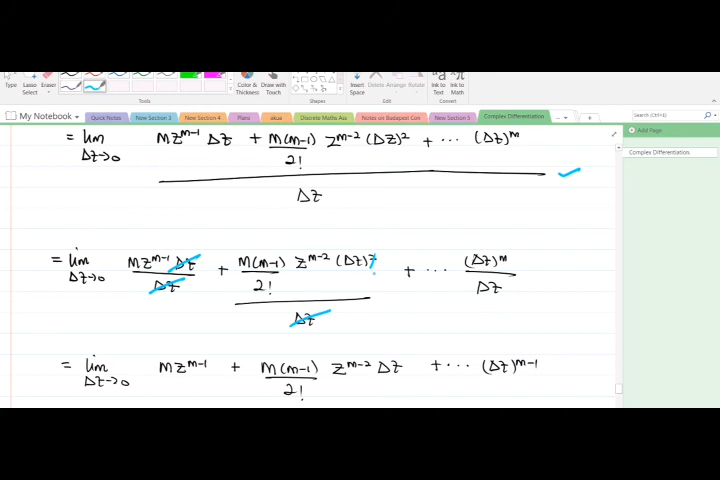 Type Lasso Select Eraser Color & Thickness Draw with Touch Insert Space Delete Arrange Rotate Ink to Text Ink to Math
Tools Shapes Convert
My Notebook Quick Notes New Section 3 New Section 4 Plans akua Discrete Maths Ass Notes on Budapest Con New Section 5 Complex Differentiation Search (Ctrl+E)
Add Page
Complex Differentiation.
= lim Δz→0 mz^(m-1) Δz + m(m-1)/2! z^(m-2) (Δz)² + ··· (Δz)^m
Δz
= lim Δz→0 mz^(m-1) Δz/Δz + m(m-1)/2! z^(m-2) (Δz)²/Δz + ··· (Δz)^m/Δz
= lim Δz→0 mz^(m-1) + m(m-1)/2! z^(m-2) Δz + ··· (Δz)^(m-1)